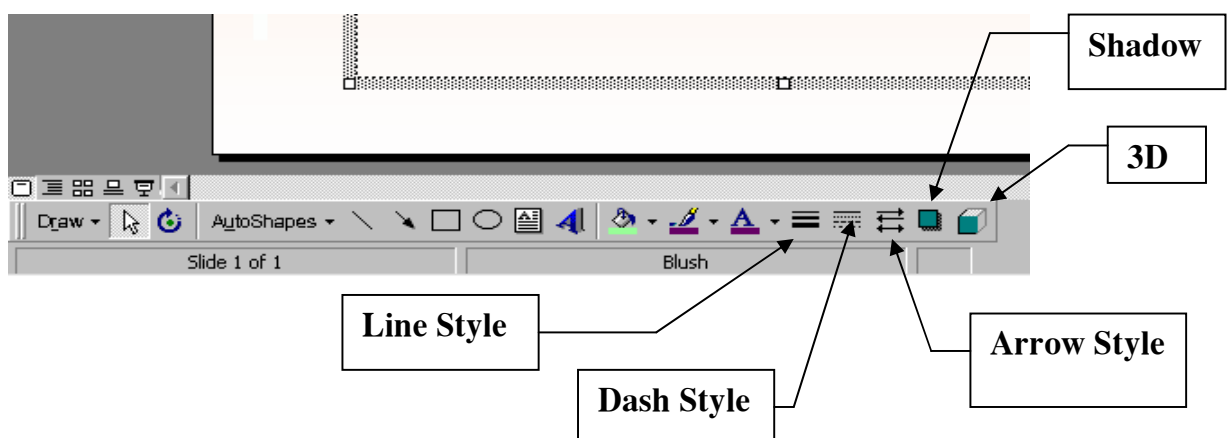 Shadow
3D
Draw
AutoShapes
A
A
Slide 1 of 1
Blush
Line Style
Arrow Style
Dash Style